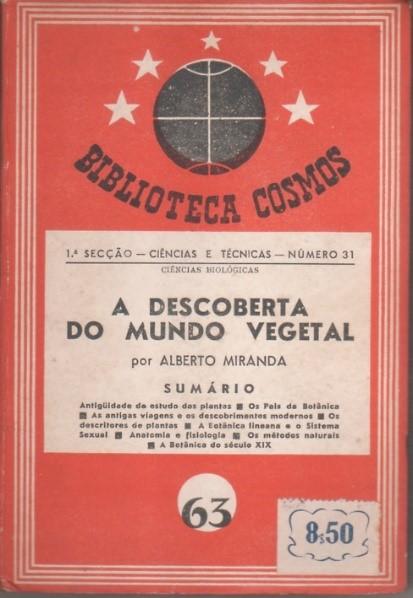 BIBLIOTECA COSMOS
1.ª SECÇÃO — CIÊNCIAS E TÉCNICAS — NÚMERO 31
CIÊNCIAS BIOLÓGICAS
A DESCOBERTA
DO MUNDO VEGETAL
por ALBERTO MIRANDA
SUMÁRIO
Antigüidade do estudo das plantas ■ Os Pais da Botânica
■ As antigas viagens e os descobrimentos modernos ■ Os
descritores de plantas ■ A Botânica lineana e o Sistema
Sexual ■ Anatomia e fisiologia ■ Os métodos naturais
■ A Botânica do século XIX
63
8$50